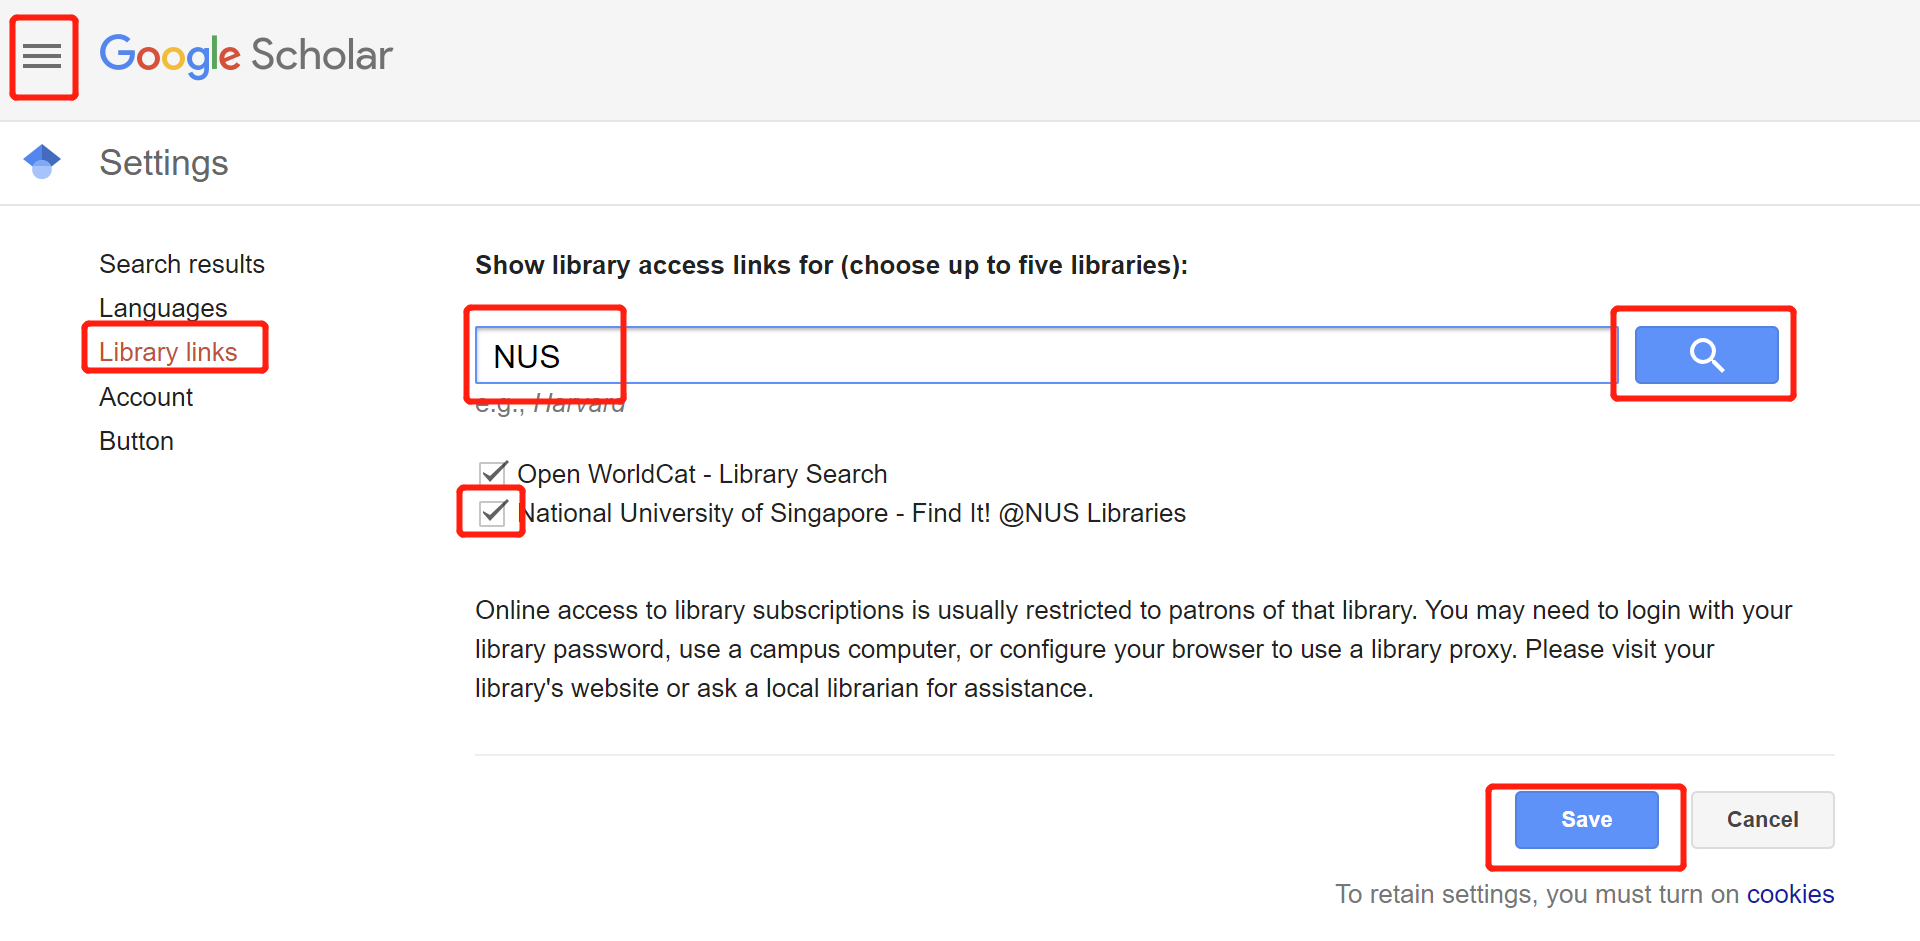 Google Scholar
Settings
Search results
Languages
Library links
Account
Button
Show library access links for (choose up to five libraries):
NUS
e.g., Harvard
Open WorldCat - Library Search
National University of Singapore - Find It! @NUS Libraries
Online access to library subscriptions is usually restricted to patrons of that library. You may need to login with your
library password, use a campus computer, or configure your browser to use a library proxy. Please visit your
library's website or ask a local librarian for assistance.
Save
Cancel
To retain settings, you must turn on cookies